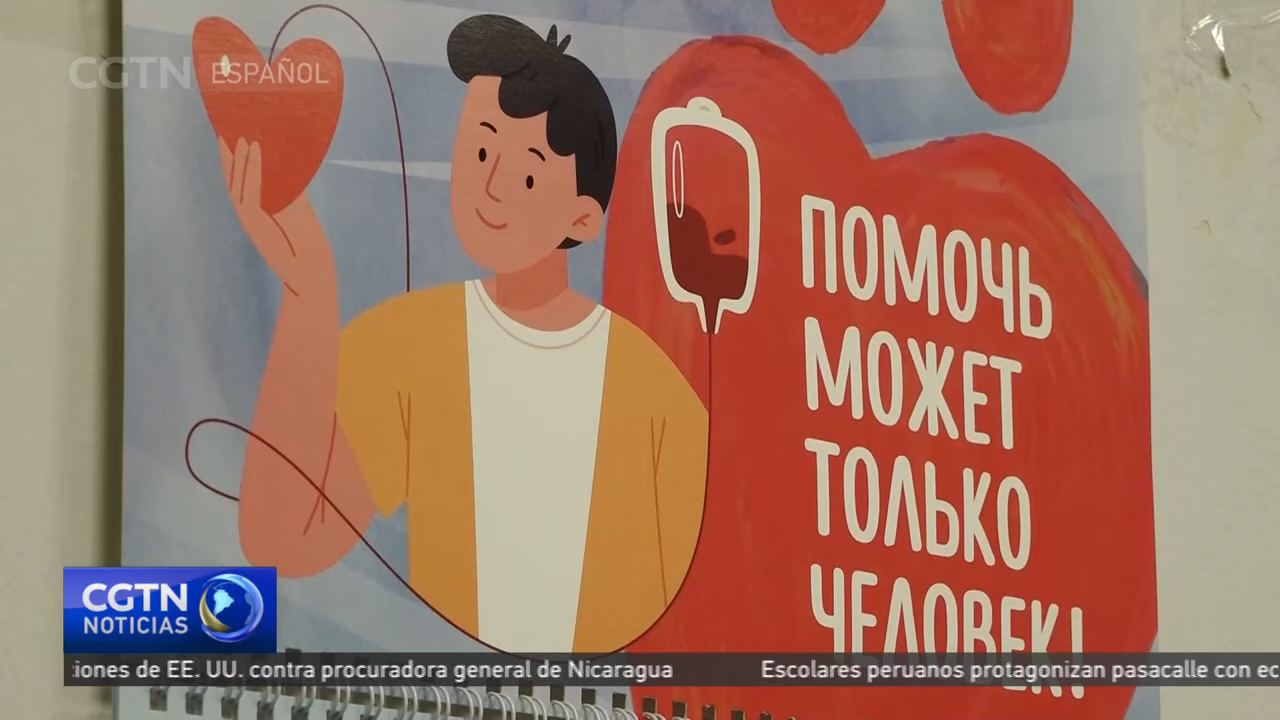 CGTN ESPAÑOL
ПОМОЧЬ
МОЖЕТ
ТОЛЬКО
ЧЕЛОВЕК!
CGTN
NOTICIAS
ciones de EE. UU. contra procuradora general de Nicaragua Escolares peruanos protagonizan pasacalle con ec